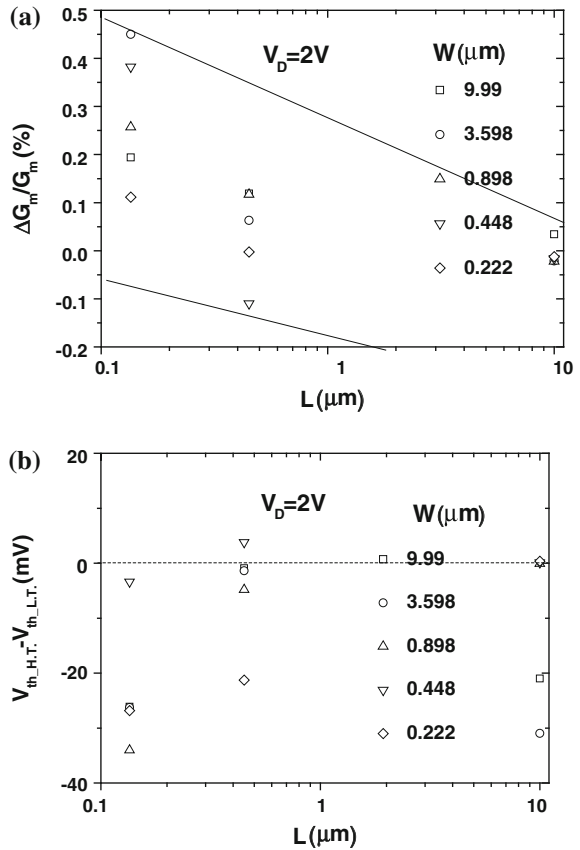 (a)
0.5
0.4
0.3
0.2
0.1
0.0
-0.1
-0.2
ΔG_m/G_m (%)
V_D=2V
W(μm)
9.99
3.598
0.898
0.448
0.222
0.1
1
10
L(μm)
(b)
20
0
-20
-40
V_th_H.T.-V_th_L.T.(mV)
V_D=2V
W(μm)
9.99
3.598
0.898
0.448
0.222
0.1
1
10
L(μm)